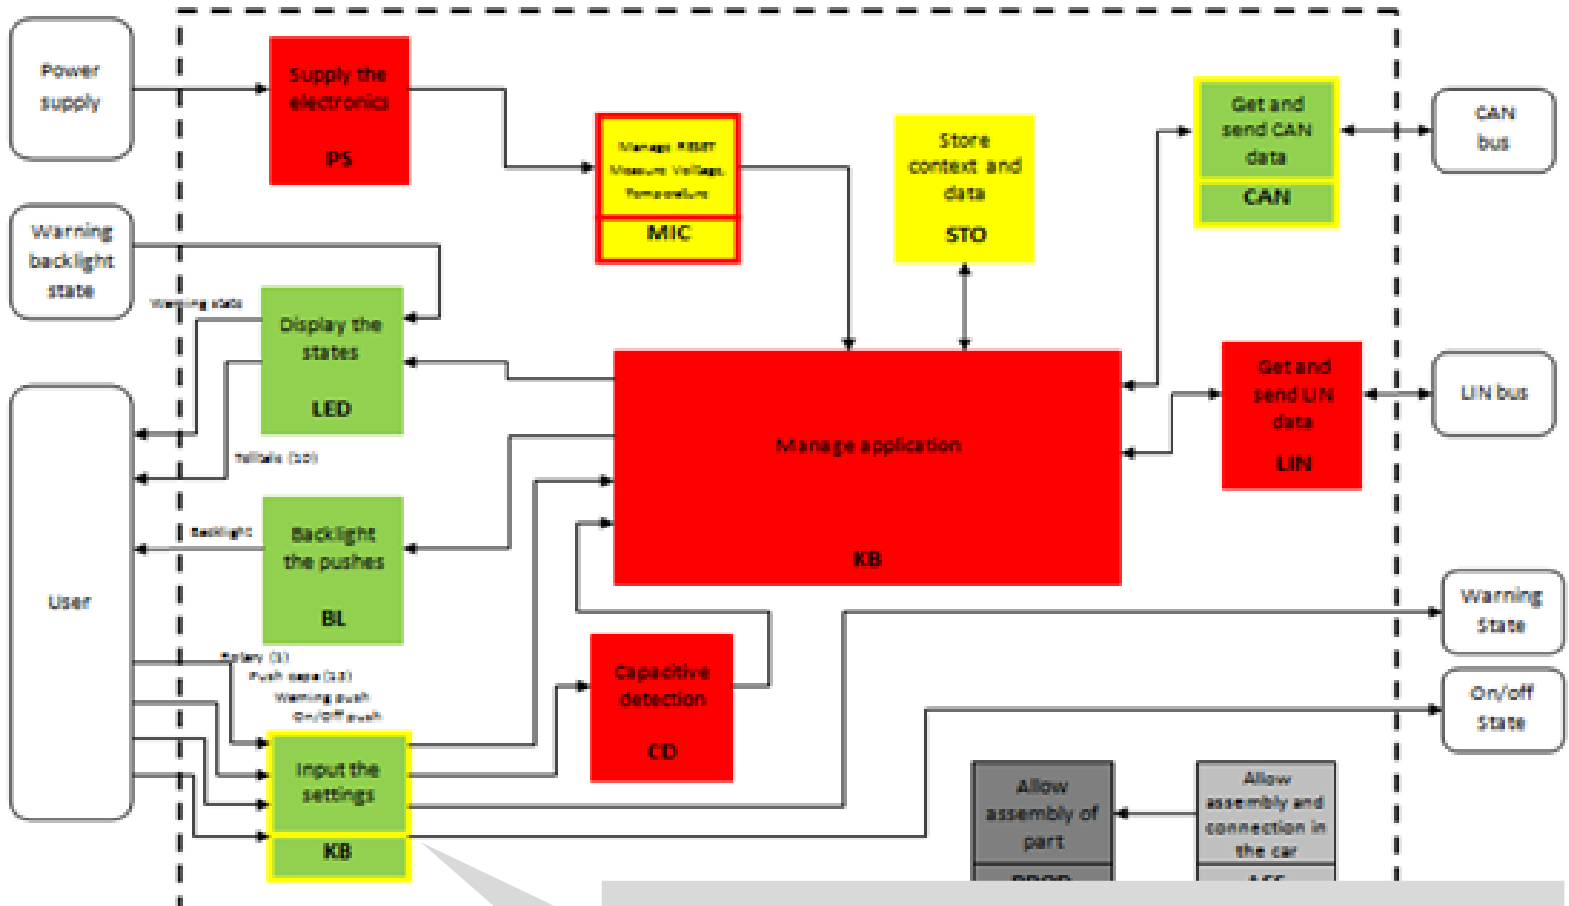 Power
supply
Supply the
electronics
PS
Manage RESET
Measure Voltage,
Temperature
MIC
Store
context and
data
STO
Get and
send CAN
data
CAN
CAN
bus
Warning
backlight
state
Warning state
Display the
states
LED
Telltale (10)
Manage application
KB
Get and
send LIN
data
LIN
LIN bus
User
Backlight
Backlight
the pushes
BL
Rotary (1)
Push capa (13)
Warning push
On/Off push
Input the
settings
KB
Capacitive
detection
CD
Warning
State
On/off
State
Allow
assembly of
part
Allow
assembly and
connection in
the car